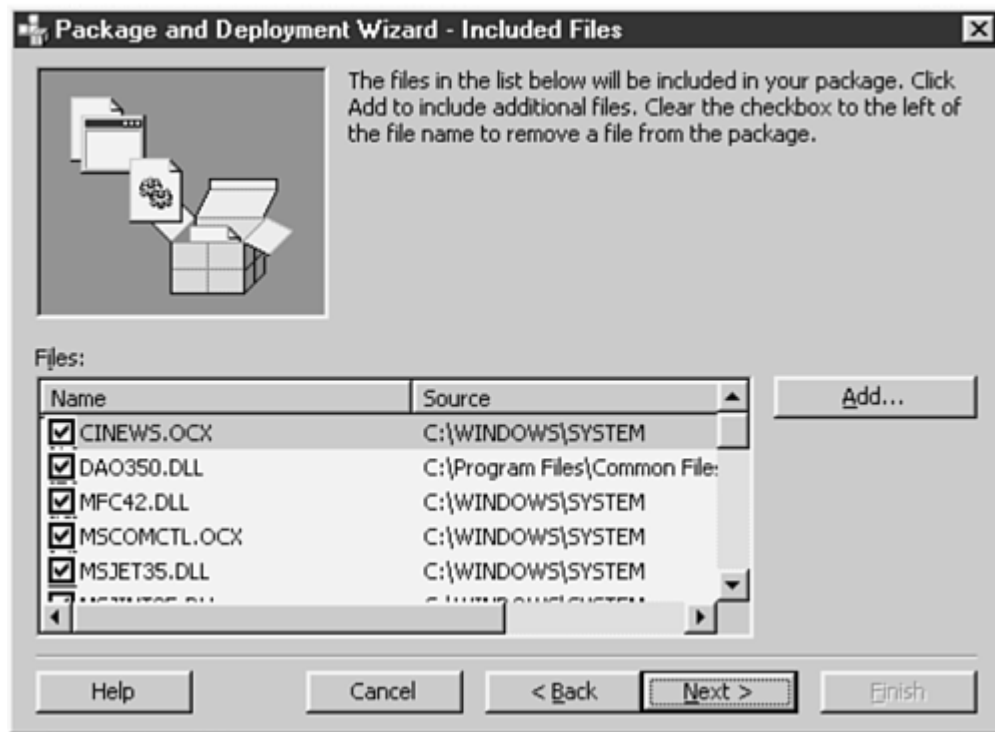 Package and Deployment Wizard - Included Files
The files in the list below will be included in your package. Click
Add to include additional files. Clear the checkbox to the left of
the file name to remove a file from the package.
Files:
Name Source
Add...
CINEWS.OCX C:\WINDOWS\SYSTEM
DAO350.DLL C:\Program Files\Common File
MFC42.DLL C:\WINDOWS\SYSTEM
MSCOMCTL.OCX C:\WINDOWS\SYSTEM
MSJET35.DLL C:\WINDOWS\SYSTEM
Help Cancel < Back Next > Finish